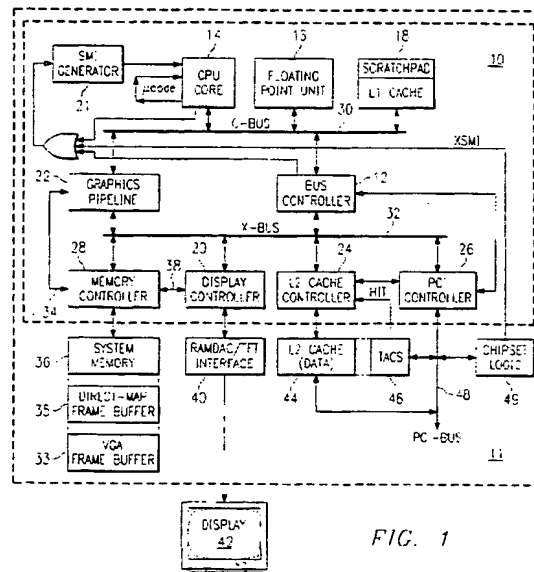 14
15
18
10
SMI
GENERATOR
21
CPU
CORE
μcode
FLOATING
POINT UNIT
SCRATCHPAD
L1 CACHE
C-BUS
30
XSMI
22
GRAPHICS
PIPELINE
BUS
CONTROLLER
12
X-BUS
32
28
20
24
26
MEMORY
CONTROLLER
38
DISPLAY
CONTROLLER
L2 CACHE
CONTROLLER
HIT
PCI
CONTROLLER
34
36
SYSTEM
MEMORY
RAMDAC/TFT
INTERFACE
40
L2 CACHE
(DATA)
44
TAGS
46
48
CHIPSET
LOGIC
49
35
DIRECT-MAP
FRAME BUFFER
PCI-BUS
33
VGA
FRAME BUFFER
11
DISPLAY
42
FIG. 1